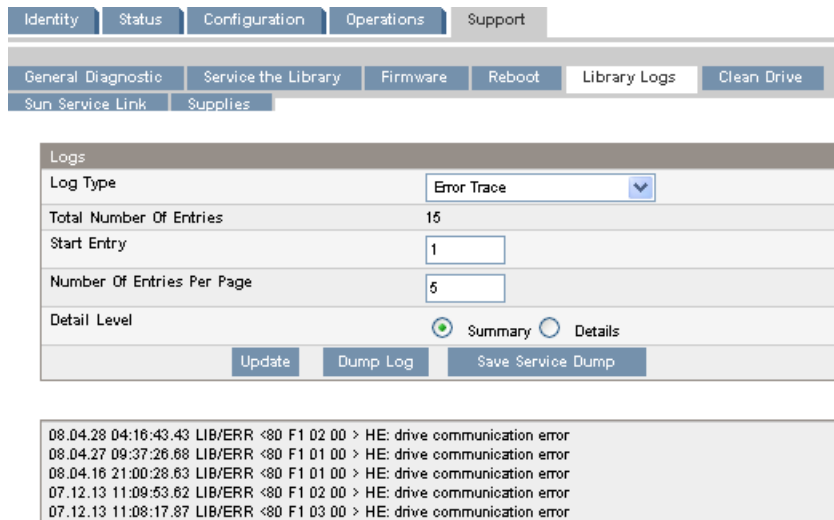 Identity Status Configuration Operations Support
General Diagnostic Service the Library Firmware Reboot Library Logs Clean Drive
Sun Service Link Supplies
Logs
Log Type Error Trace
Total Number Of Entries 15
Start Entry 1
Number Of Entries Per Page 5
Detail Level Summary Details
Update Dump Log Save Service Dump
08.04.28 04:16:43.43 LIB/ERR <80 F1 02 00 > HE: drive communication error
08.04.27 09:37:26.68 LIB/ERR <80 F1 01 00 > HE: drive communication error
08.04.16 21:00:28.63 LIB/ERR <80 F1 01 00 > HE: drive communication error
07.12.13 11:09:53.62 LIB/ERR <80 F1 02 00 > HE: drive communication error
07.12.13 11:08:17.87 LIB/ERR <80 F1 03 00 > HE: drive communication error